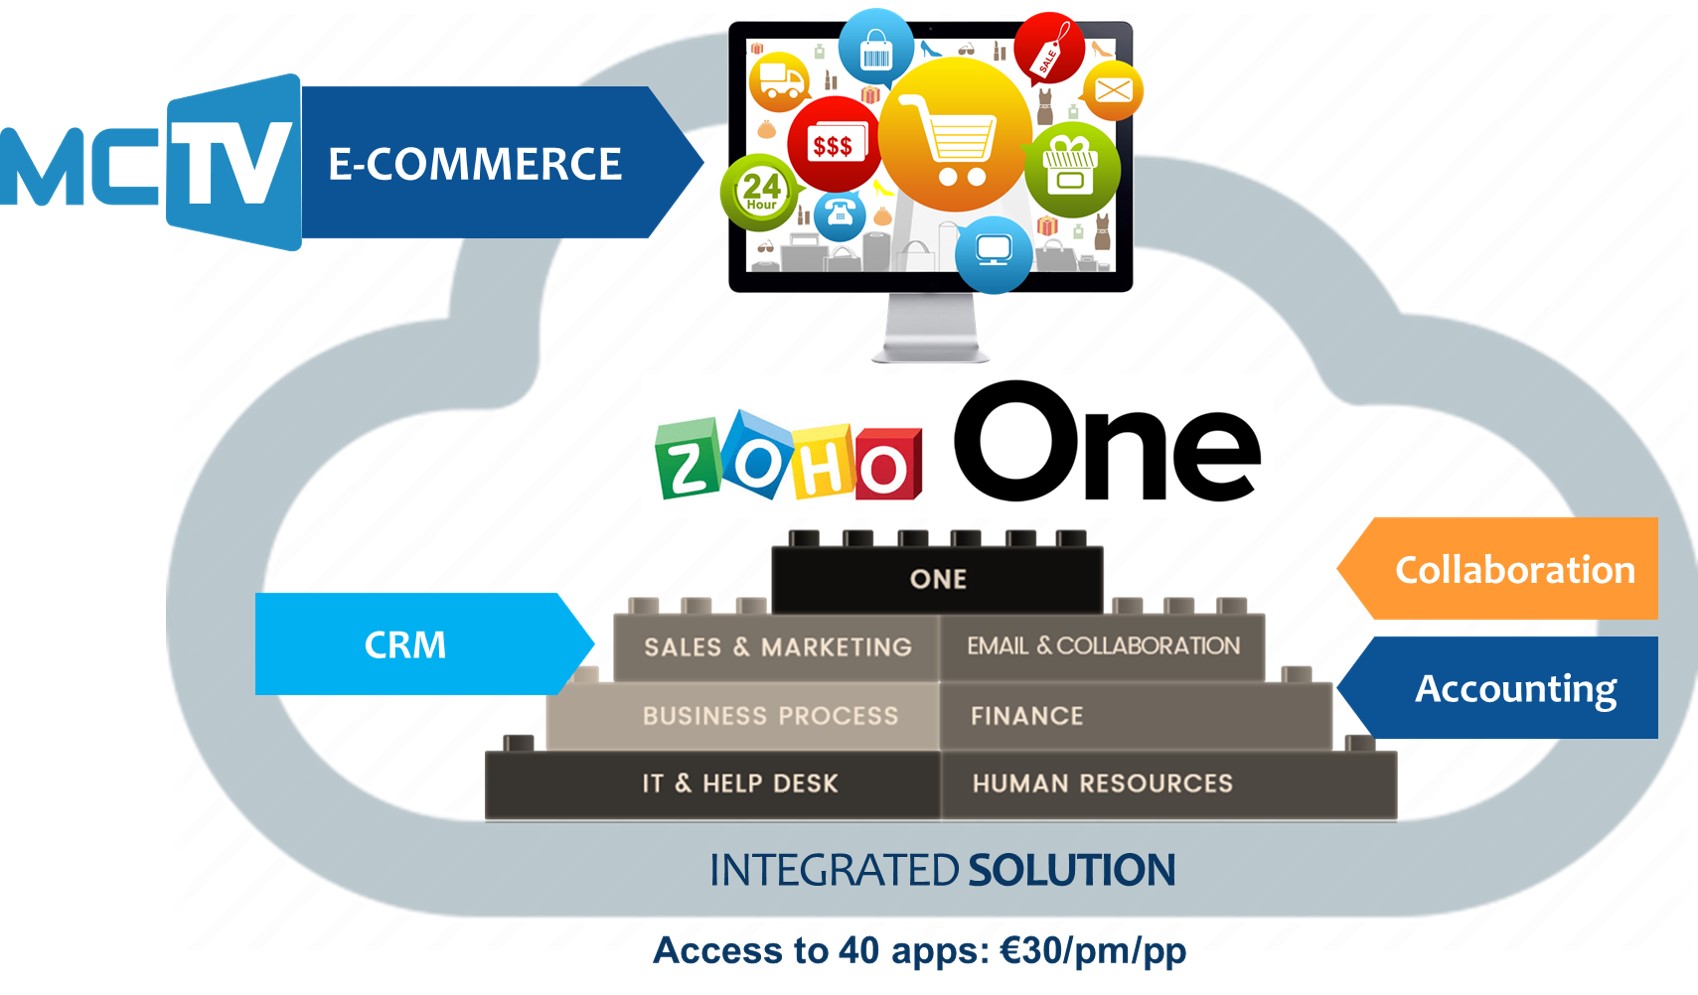 MCTV
E-COMMERCE
SALE
$$$
24
Hour
ZOHO One
ONE
Collaboration
CRM
SALES & MARKETING
EMAIL & COLLABORATION
Accounting
BUSINESS PROCESS
FINANCE
IT & HELP DESK
HUMAN RESOURCES
INTEGRATED SOLUTION
Access to 40 apps: €30/pm/pp